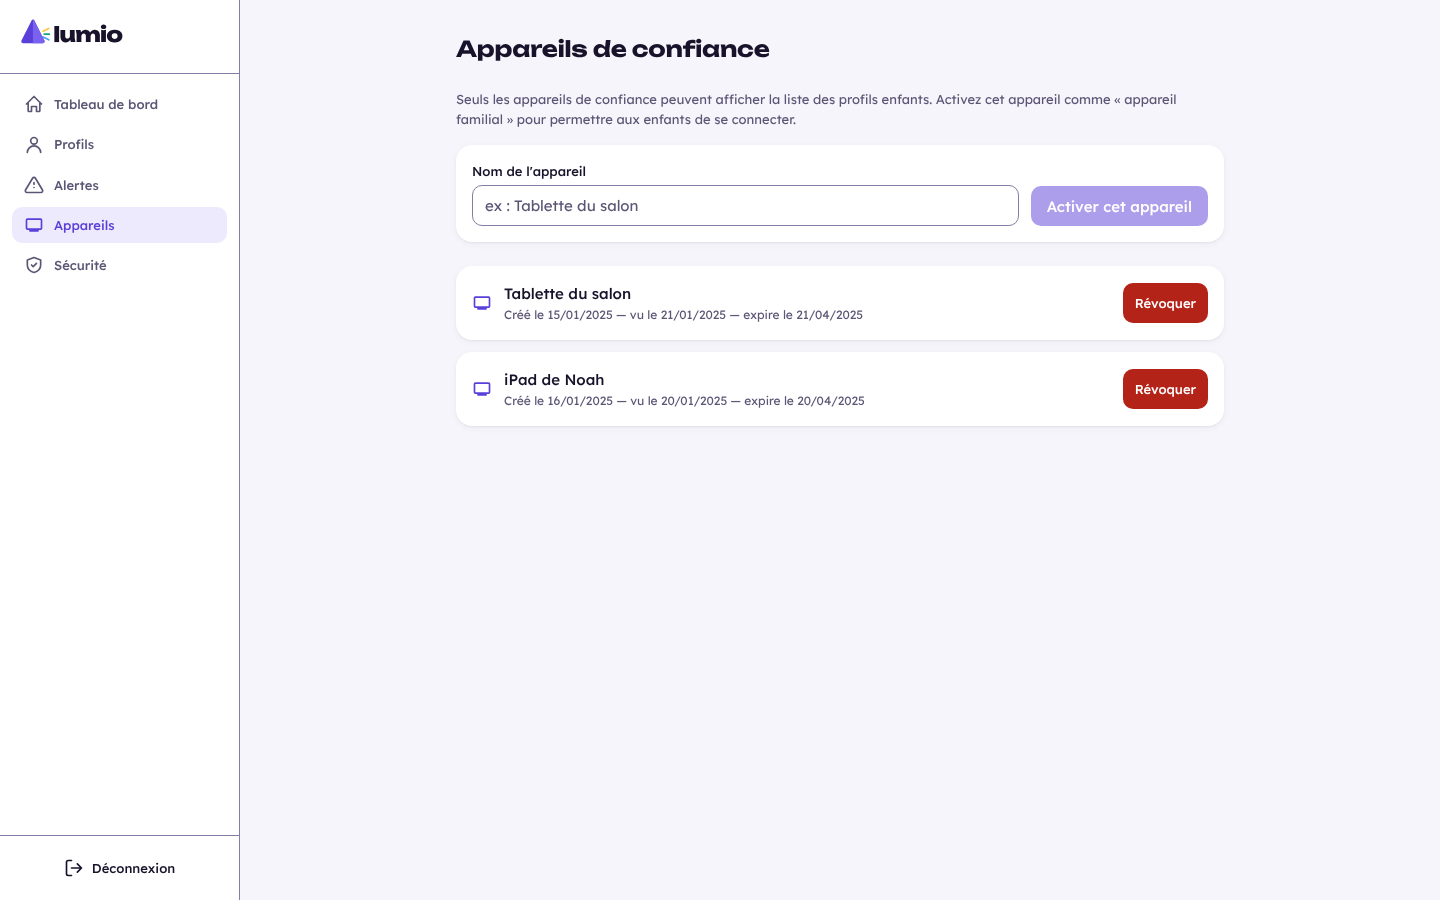 lumio
Tableau de bord
Profils
Alertes
Appareils
Sécurité
Déconnexion
Appareils de confiance
Seuls les appareils de confiance peuvent afficher la liste des profils enfants. Activez cet appareil comme « appareil
familial » pour permettre aux enfants de se connecter.
Nom de l'appareil
ex : Tablette du salon
Activer cet appareil
Tablette du salon
Créé le 15/01/2025 — vu le 21/01/2025 — expire le 21/04/2025
Révoquer
iPad de Noah
Créé le 16/01/2025 — vu le 20/01/2025 — expire le 20/04/2025
Révoquer